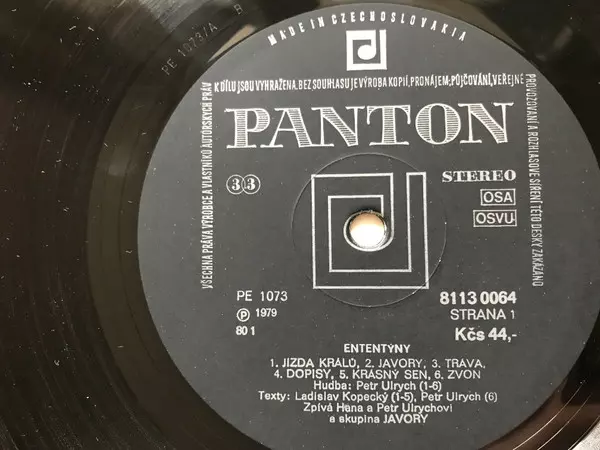 PE 1073/A
B
MADE IN CZECHOSLOVAKIA
VŠECHNA PRÁVA VÝROBCE A VLASTNÍKŮ AUTORSKÝCH PRÁV
K DÍLU JSOU VYHRAŽENA. BEZ SOUHLASU JE VÝROBA KOPIÍ, PRONÁJEM, PŮJČOVÁNÍ, VEŘEJNÉ
PROVOZOVÁNÍ A ROZHLASOVÉ ŠÍŘENÍ TÉTO DESKY ZAKÁZÁNO
PANTON
33
STEREO
OSA
OSVU
PE 1073
8113 0064
Ⓟ 1979
STRANA 1
80 1
Kčs 44,-
ENTENTÝNY
1. JÍZDA KRÁLŮ, 2. JAVORY, 3. TRÁVA,
4. DOPISY, 5. KRÁSNÝ SEN, 6. ZVON
Hudba: Petr Ulrych (1-6)
Texty: Ladislav Kopecký (1-5), Petr Ulrych (6)
Zpívá Hana a Petr Ulrychovi
a skupina JAVORY